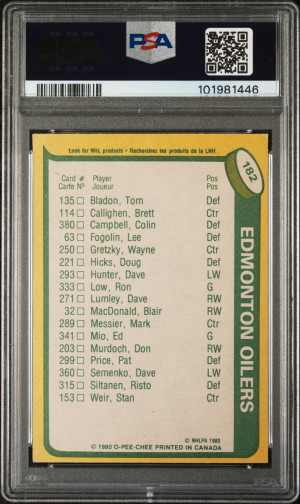 PSA
101981446
Look for NHL products • Recherchez les produits de la LNH
182
EDMONTON OILERS
Card # Player Pos
Carte Nº Joueur Pos
135 Bladon, Tom Def
114 Callighen, Brett Ctr
380 Campbell, Colin Def
63 Fogolin, Lee Def
250 Gretzky, Wayne Ctr
221 Hicks, Doug Def
293 Hunter, Dave LW
333 Low, Ron G
271 Lumley, Dave RW
32 MacDonald, Blair RW
289 Messier, Mark Ctr
341 Mio, Ed G
203 Murdoch, Don RW
299 Price, Pat Def
360 Semenko, Dave LW
315 Siltanen, Risto Def
153 Weir, Stan Ctr
© NHLPA 1980
© 1980 O-PEE-CHEE PRINTED IN CANADA